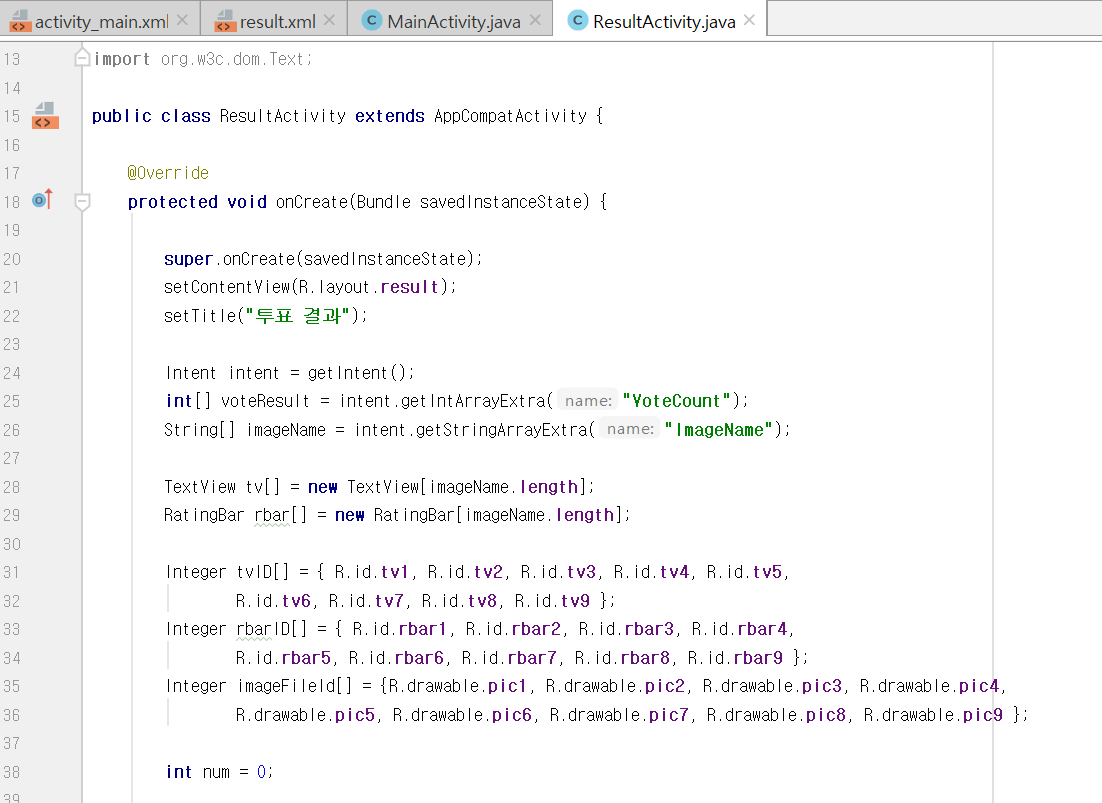 activity_main.xml result.xml MainActivity.java ResultActivity.java
13 import org.w3c.dom.Text;
14
15 public class ResultActivity extends AppCompatActivity {
16
17 @Override
18 protected void onCreate(Bundle savedInstanceState) {
19
20 super.onCreate(savedInstanceState);
21 setContentView(R.layout.result);
22 setTitle("투표 결과");
23
24 Intent intent = getIntent();
25 int[] voteResult = intent.getIntArrayExtra( name: "VoteCount");
26 String[] imageName = intent.getStringArrayExtra( name: "ImageName");
27
28 TextView tv[] = new TextView[imageName.length];
29 RatingBar rbar[] = new RatingBar[imageName.length];
30
31 Integer tvID[] = { R.id.tv1, R.id.tv2, R.id.tv3, R.id.tv4, R.id.tv5,
32 R.id.tv6, R.id.tv7, R.id.tv8, R.id.tv9 };
33 Integer rbarID[] = { R.id.rbar1, R.id.rbar2, R.id.rbar3, R.id.rbar4,
34 R.id.rbar5, R.id.rbar6, R.id.rbar7, R.id.rbar8, R.id.rbar9 };
35 Integer imageFileId[] = {R.drawable.pic1, R.drawable.pic2, R.drawable.pic3, R.drawable.pic4,
36 R.drawable.pic5, R.drawable.pic6, R.drawable.pic7, R.drawable.pic8, R.drawable.pic9 };
37
38 int num = 0;
39